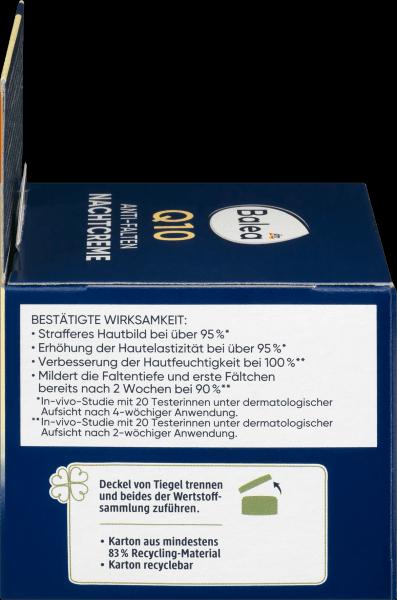 Balea
Q10
ANTI-FALTEN
NACHTCREME
BESTÄTIGTE WIRKSAMKEIT:
• Strafferes Hautbild bei über 95 %*
• Erhöhung der Hautelastizität bei über 95 %*
• Verbesserung der Hautfeuchtigkeit bei 100 %**
• Mildert die Faltentiefe und erste Fältchen
bereits nach 2 Wochen bei 90 %**
*In-vivo-Studie mit 20 Testerinnen unter dermatologischer
Aufsicht nach 4-wöchiger Anwendung.
**In-vivo-Studie mit 20 Testerinnen unter dermatologischer
Aufsicht nach 2-wöchiger Anwendung.
Deckel von Tiegel trennen
und beides der Wertstoff-
sammlung zuführen.
• Karton aus mindestens
83 % Recycling-Material
• Karton recyclebar